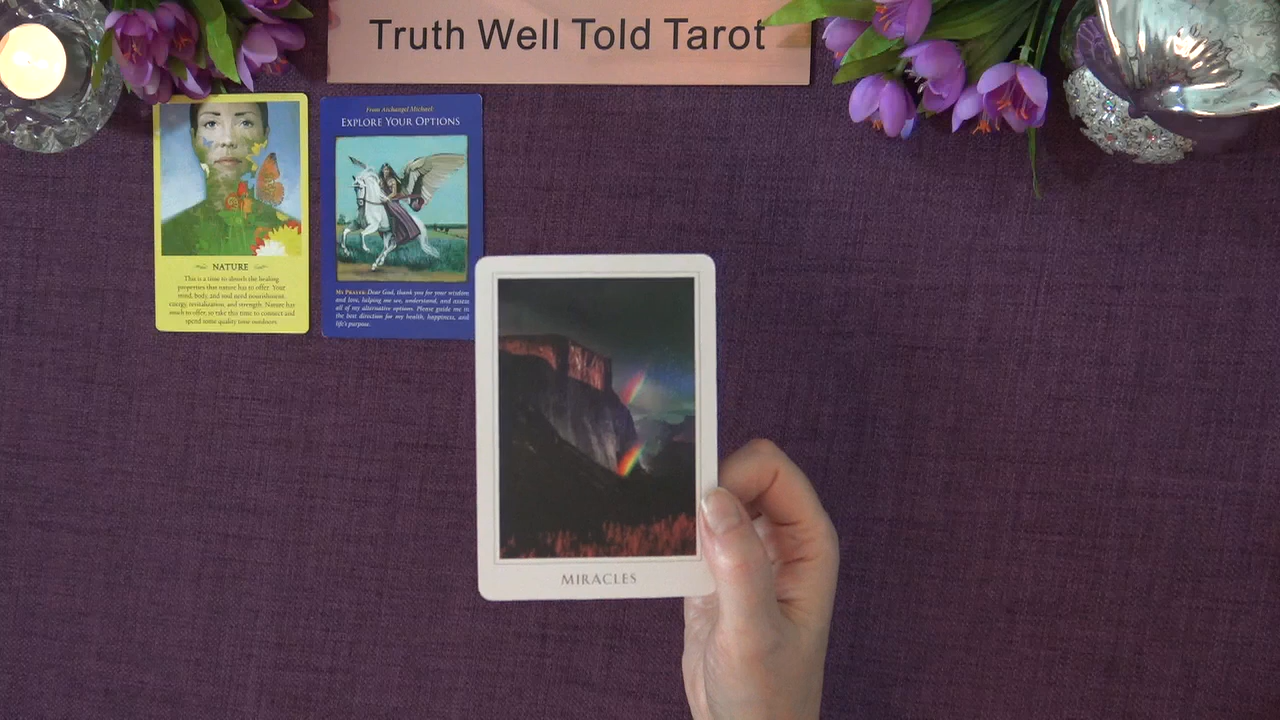 Truth Well Told Tarot
NATURE
This is a time to absorb the healing
properties that nature has to offer. Your
mind, body, and soul need nourishment,
energy, revitalization, and strength. Nature has
much to offer, so take this time to connect and
spend some quality time outdoors.
From Archangel Michael:
EXPLORE YOUR OPTIONS
MY PRAYER: Dear God, thank you for your wisdom
and love, helping me see, understand, and assess
all of my alternative options. Please guide me in
the best direction for my health, happiness, and
life's purpose.
MIRACLES